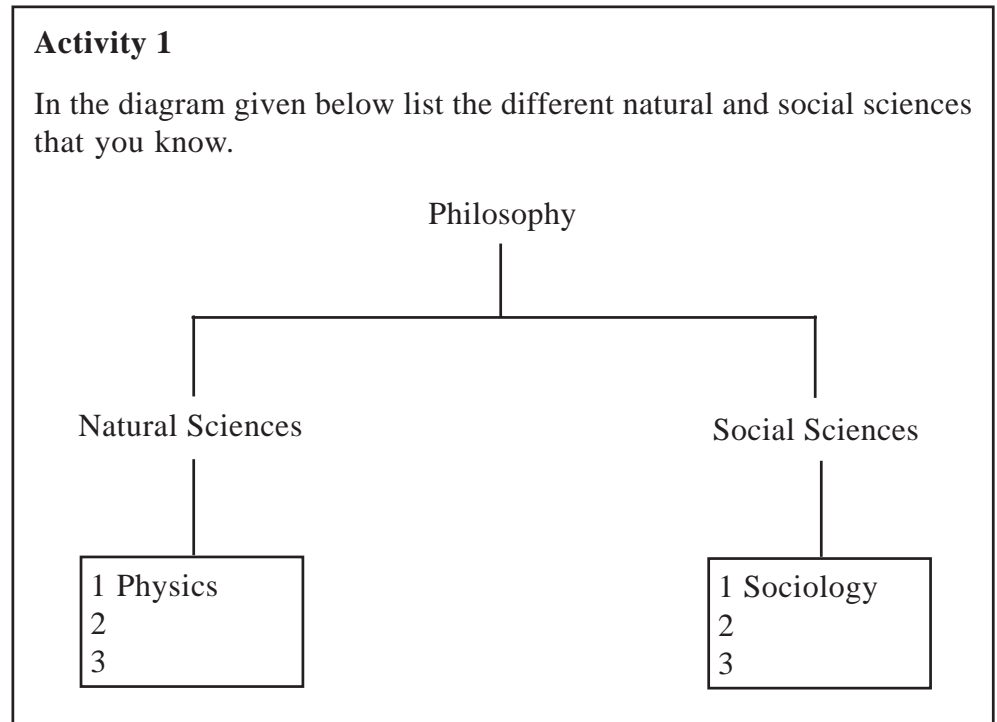 Activity 1
In the diagram given below list the different natural and social sciences
that you know.
Philosophy
Natural Sciences
Social Sciences
1 Physics
2
3
1 Sociology
2
3